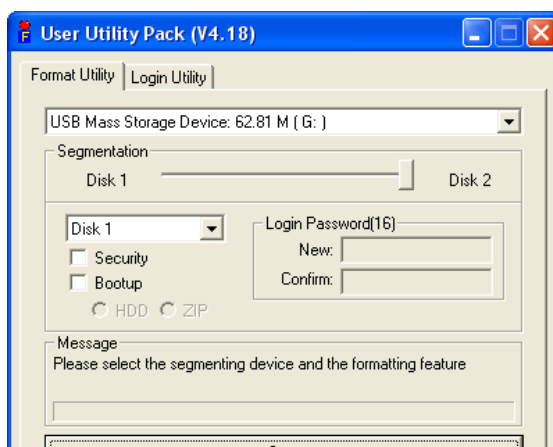 User Utility Pack (V4.18)
Format Utility Login Utility
USB Mass Storage Device: 62.81 M ( G: )
Segmentation
Disk 1 Disk 2
Disk 1
Security
Bootup
HDD ZIP
Login Password(16)
New:
Confirm:
Message
Please select the segmenting device and the formatting feature